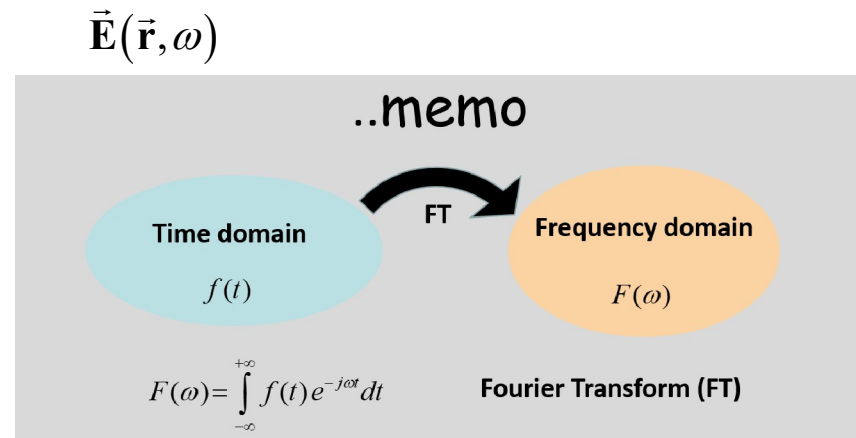 E⃗(r⃗,ω)
..memo
FT
Time domain
Frequency domain
f(t)
F(ω)
F(ω)= ∫_{-∞}^{+∞} f(t)e^{-jωt}dt
Fourier Transform (FT)